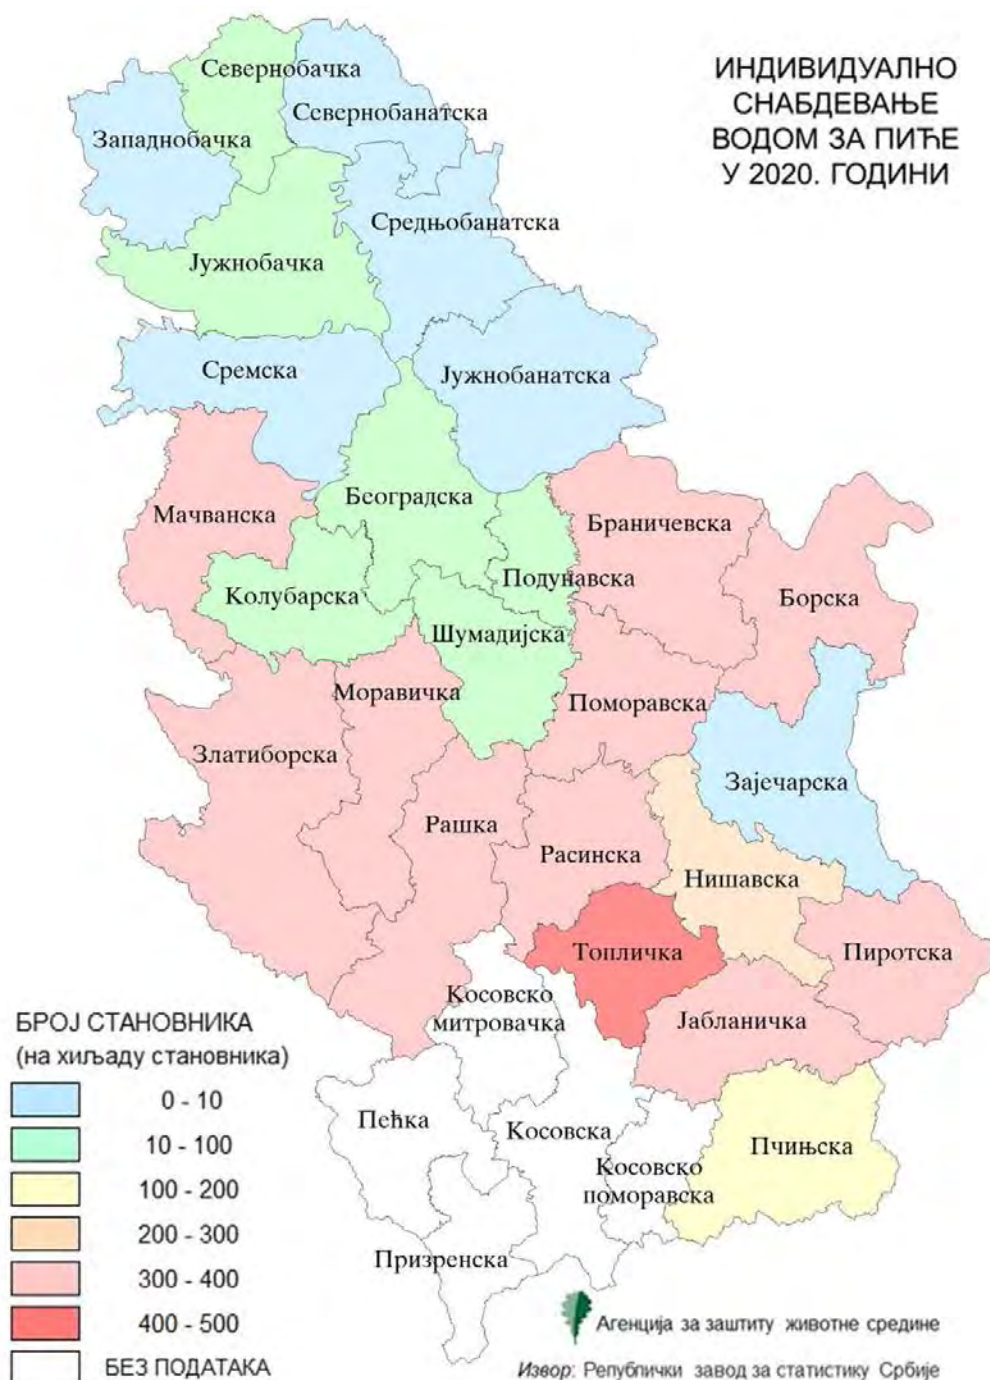 ИНДИВИДУАЛНО
СНАБДЕВАЊЕ
ВОДОМ ЗА ПИЋЕ
У 2020. ГОДИНИ
Севернобачка
Севернобанатска
Западнобачка
Средњобанатска
Јужнобачка
Сремска
Јужнобанатска
Београдска
Мачванска
Браничевска
Подунавска
Колубарска
Борска
Шумадијска
Моравичка
Поморавска
Златиборска
Зајечарска
Рашка
Расинска
Нишавска
Топличка
Пиротска
Косовско
митровачка
Јабланичка
Пећка
Косовска
Косовско
поморавска
Пчињска
Призренска
БРОЈ СТАНОВНИКА
(на хиљаду становника)
0 - 10
10 - 100
100 - 200
200 - 300
300 - 400
400 - 500
БЕЗ ПОДАТАКА
Агенција за заштиту животне средине
Извор: Републички завод за статистику Србије